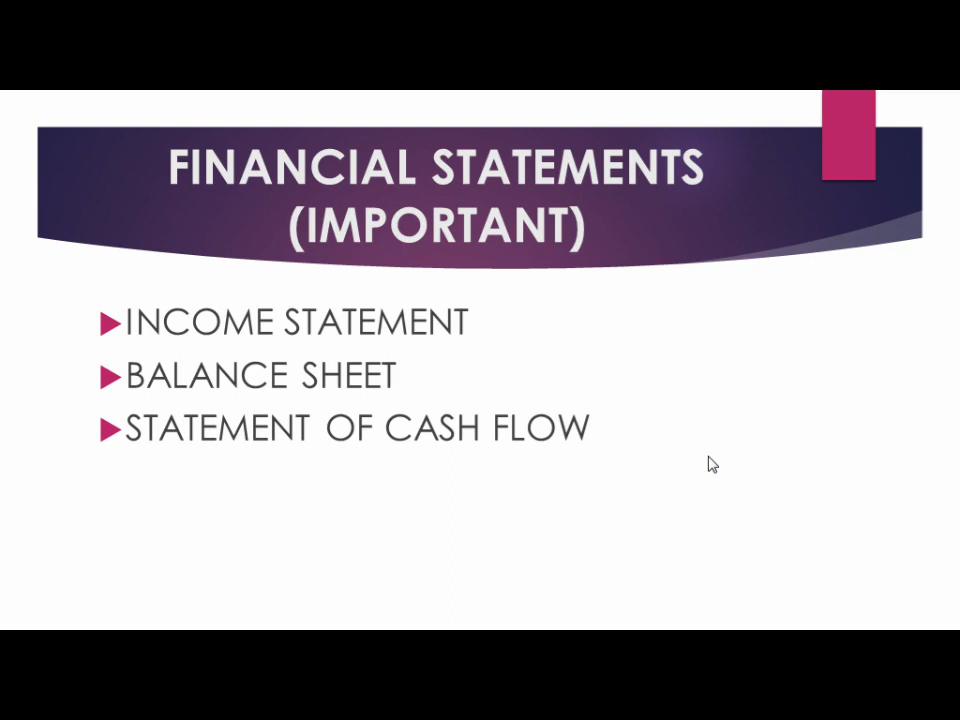 FINANCIAL STATEMENTS
(IMPORTANT)
INCOME STATEMENT
BALANCE SHEET
STATEMENT OF CASH FLOW